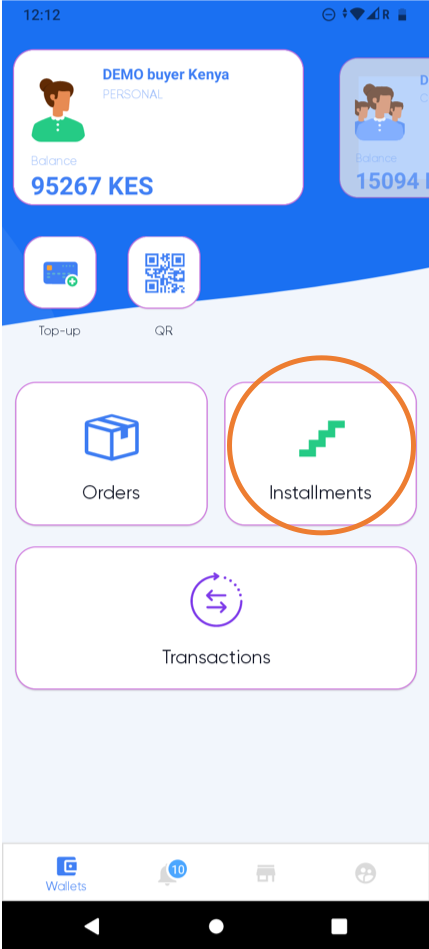 12:12
R
DEMO buyer Kenya
PERSONAL
Balance
95267 KES
D
C
Balance
15094
Top-up
QR
Orders
Installments
Transactions
10
Wallets